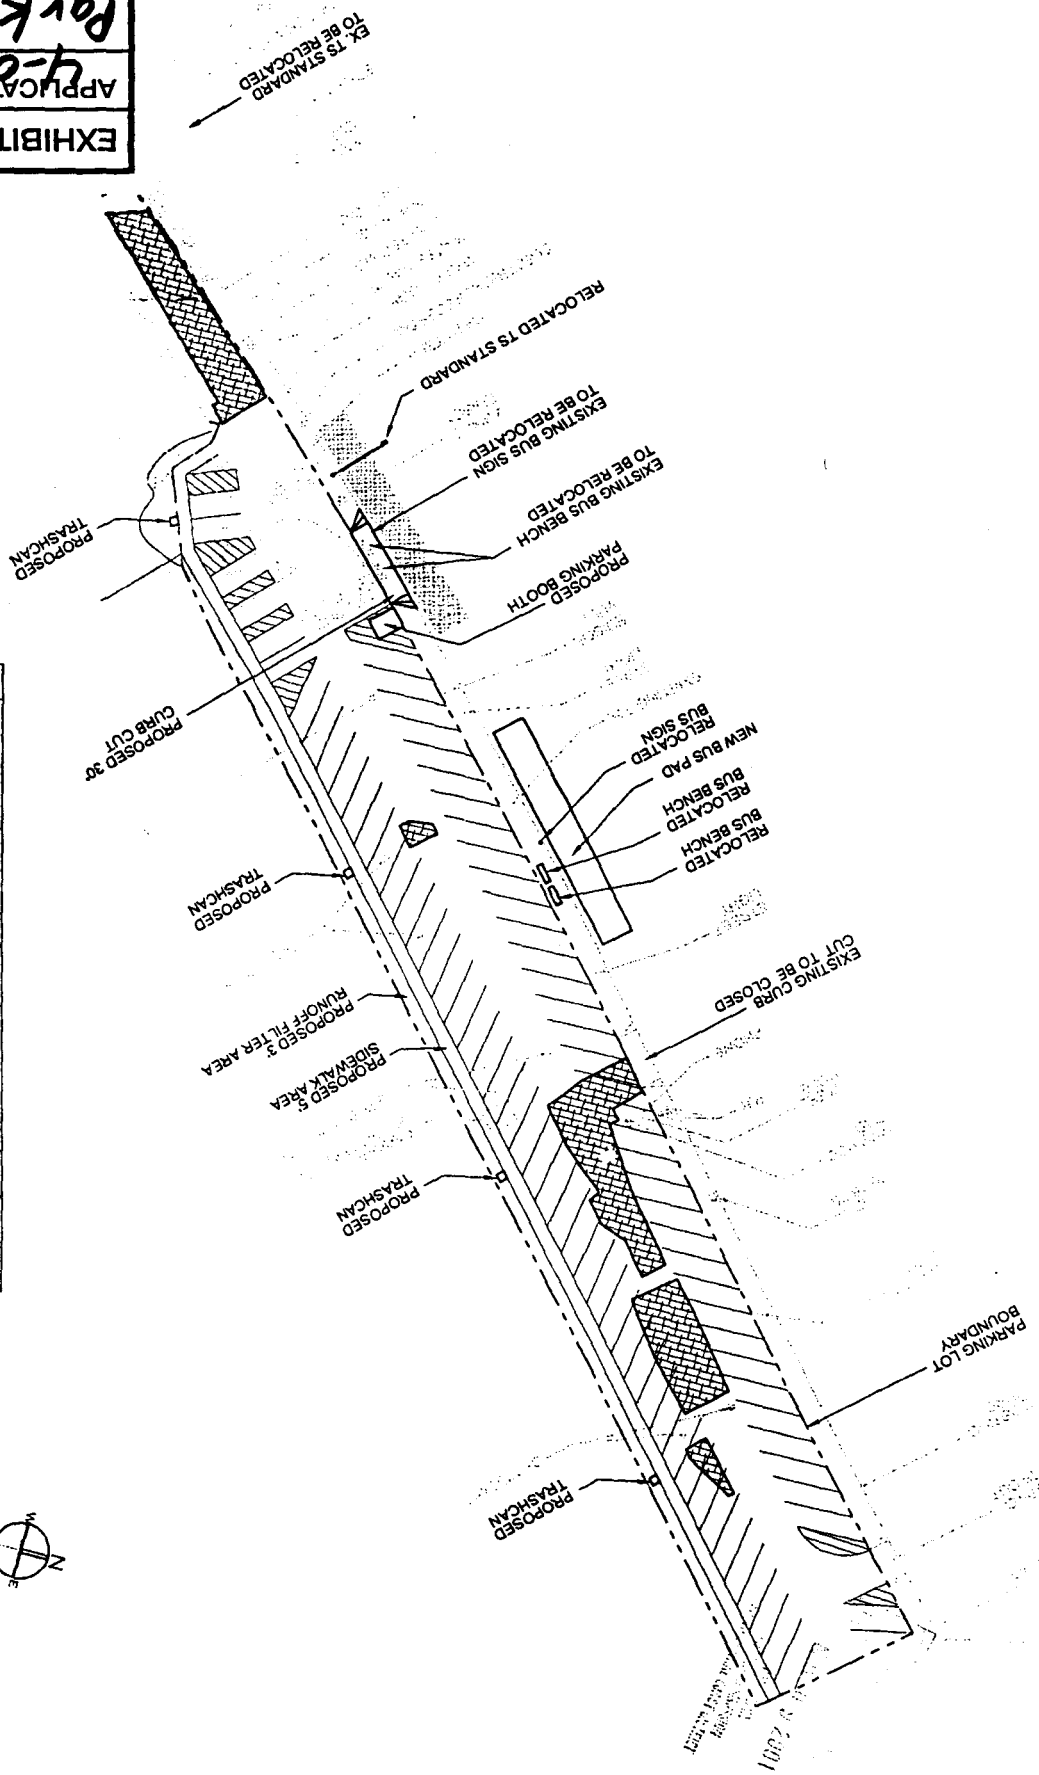 EXHIBIT
APPLICAT
4-0
Park
EX. TS STANDARD
TO BE RELOCATED
RELOCATED TS STANDARD
EXISTING BUS SIGN
TO BE RELOCATED
EXISTING BUS BENCH
TO BE RELOCATED
PROPOSED
PARKING BOOTH
PROPOSED
TRASHCAN
PROPOSED 30'
CURB CUT
RELOCATED
BUS SIGN
NEW BUS PAD
RELOCATED
BUS BENCH
RELOCATED
BUS BENCH
PROPOSED
TRASHCAN
EXISTING CURB
CUT TO BE CLOSED
PROPOSED 3'
RUNOFF FILTER AREA
PROPOSED 5'
SIDEWALK AREA
PROPOSED
TRASHCAN
PARKING LOT
BOUNDARY
PROPOSED
TRASHCAN
N
E